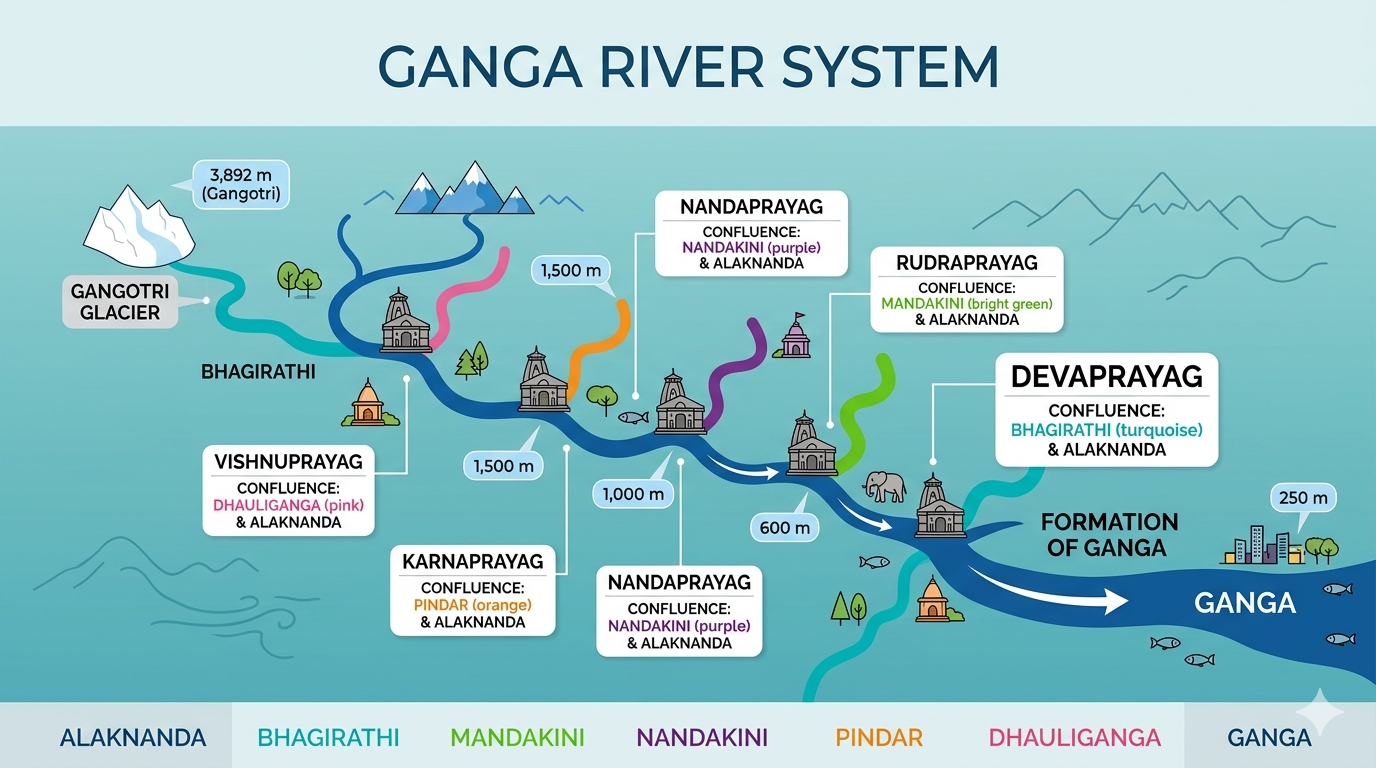 GANGA RIVER SYSTEM
3,892 m
(Gangotri)
GANGOTRI
GLACIER
BHAGIRATHI
1,500 m
NANDAPRAYAG
CONFLUENCE:
NANDAKINI (purple)
& ALAKNANDA
RUDRAPRAYAG
CONFLUENCE:
MANDAKINI (bright green)
& ALAKNANDA
DEVAPRAYAG
CONFLUENCE:
BHAGIRATHI (turquoise)
& ALAKNANDA
VISHNUPRAYAG
CONFLUENCE:
DHAULIGANGA (pink)
& ALAKNANDA
1,500 m
1,000 m
600 m
250 m
KARNAPRAYAG
CONFLUENCE:
PINDAR (orange)
& ALAKNANDA
NANDAPRAYAG
CONFLUENCE:
NANDAKINI (purple)
& ALAKNANDA
FORMATION
OF GANGA
GANGA
ALAKNANDA
BHAGIRATHI
MANDAKINI
NANDAKINI
PINDAR
DHAULIGANGA
GANGA